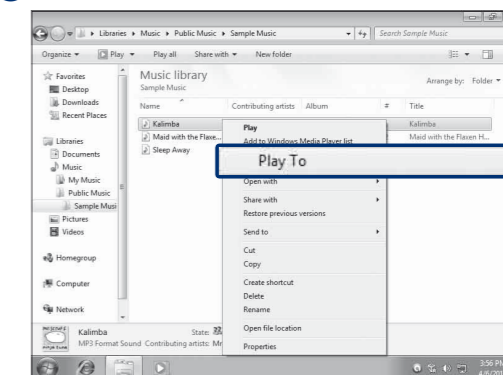 Libraries Music Public Music Sample Music
Search Sample Music
Organize Play Play all Share with New folder
Favorites
Desktop
Downloads
Recent Places
Libraries
Documents
Music
My Music
Public Music
Sample Musi
Pictures
Videos
Homegroup
Computer
Network
Music library
Sample Music
Arrange by: Folder
Name Contributing artists Album # Title
Kalimba Kalimba
Maid with the Flaxe... Maid with the Flaxen H...
Sleep Away
Play
Add to Windows Media Player list
Play To
Open with
Share with
Restore previous versions
Send to
Cut
Copy
Create shortcut
Delete
Rename
Open file location
Properties
Kalimba State:
MP3 Format Sound Contributing artists: Mr
3:56 PM